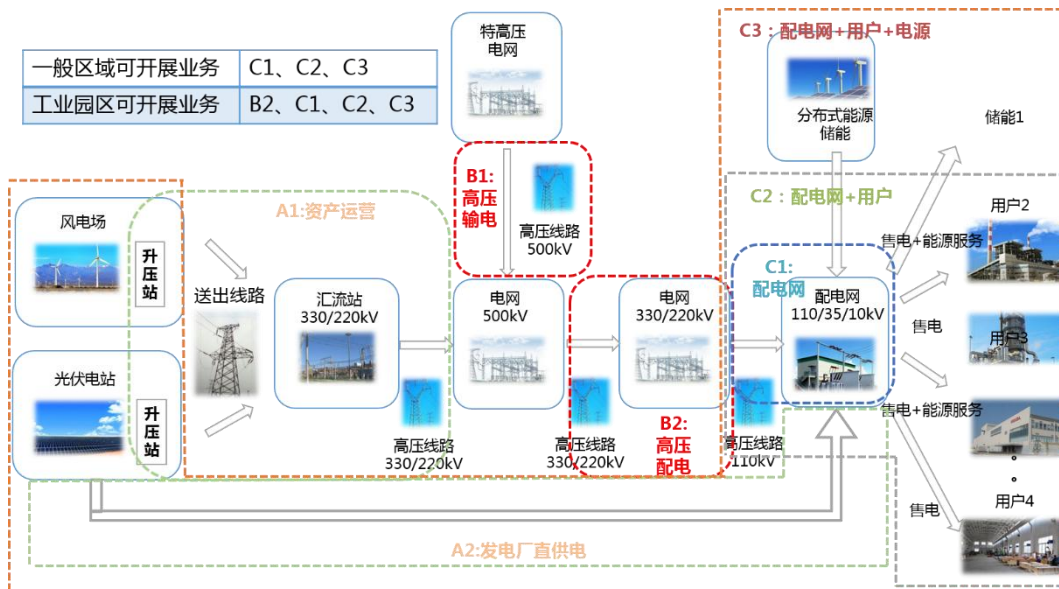 一般区域可开展业务 C1、C2、C3
工业园区可开展业务 B2、C1、C2、C3
特高压
电网
C3：配电网+用户+电源
分布式能源
储能
储能1
B1:
高压
输电
高压线路
500kV
A1:资产运营
C2：配电网+用户
风电场
升压站
送出线路
汇流站
330/220kV
电网
500kV
电网
330/220kV
C1:
配电网
配电网
110/35/10kV
售电+能源服务
用户2
售电
用户3
光伏电站
升压站
高压线路
330/220kV
高压线路
330/220kV
B2:
高压
配电
高压线路
110kV
售电+能源服务
售电
用户4
A2:发电厂直供电